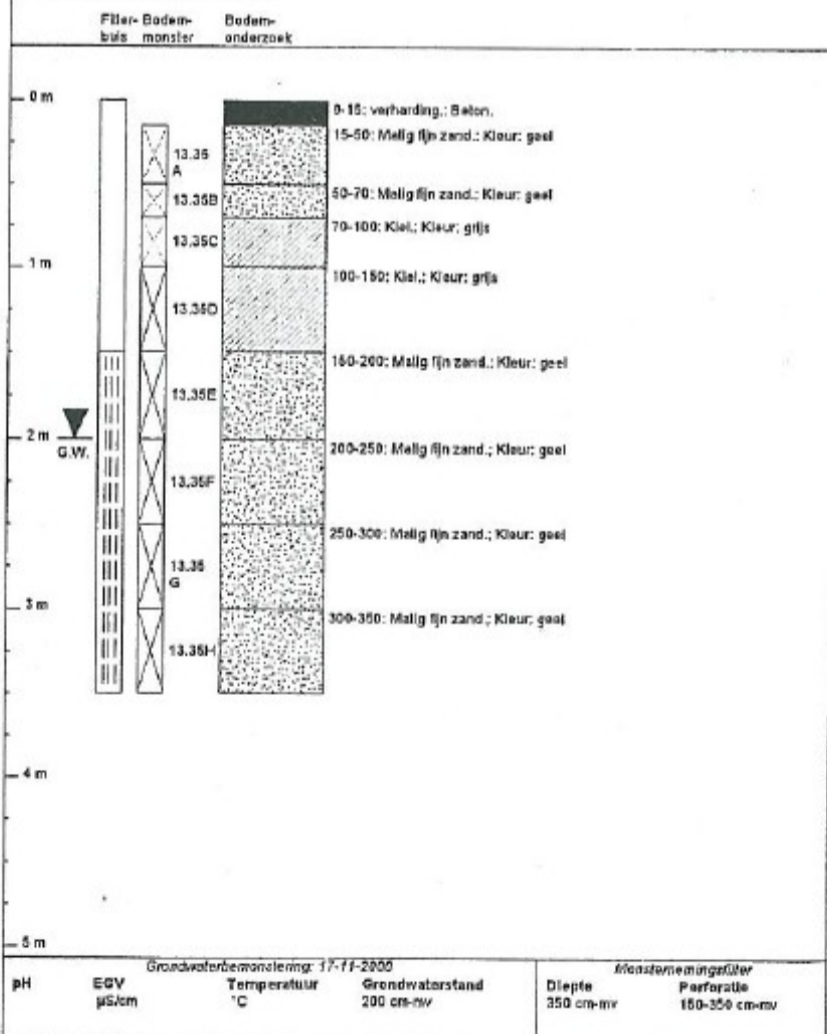 Filter- Bodem- Bodem-
buis monster onderzoek
0 m
0-15: verharding.; Beton.
15-50: Matig fijn zand.; Kleur: geel
13.35
A
50-70: Matig fijn zand.; Kleur: geel
13.35B
70-100: Klei.; Kleur: grijs
13.35C
1 m
100-150: Klei.; Kleur: grijs
13.35D
150-200: Matig fijn zand.; Kleur: geel
13.35E
2 m
G.W.
200-250: Matig fijn zand.; Kleur: geel
13.35F
250-300: Matig fijn zand.; Kleur: geel
13.35
G
3 m
300-350: Matig fijn zand.; Kleur: geel
13.35H
4 m
5 m
Grondwaterbemonstering: 17-11-2000
Monsternemingsfilter
pH EGV Temperatuur Grondwaterstand Diepte Perforatie
µS/cm °C 200 cm-mv 350 cm-mv 150-350 cm-mv